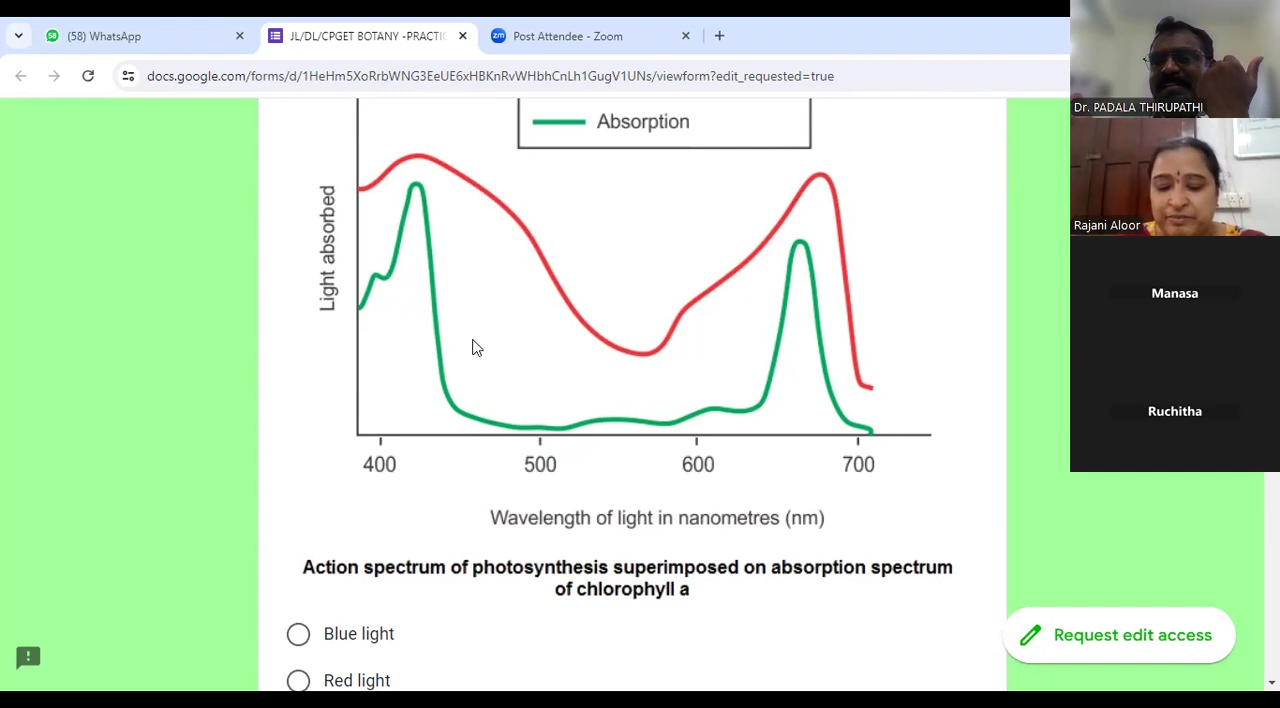 58
(58) WhatsApp
JL/DL/CPGET BOTANY -PRACTIC
zm
Post Attendee - Zoom
docs.google.com/forms/d/1HeHm5XoRrbWNG3EeUE6xHBKnRvWHbhCnLh1GugV1UNs/viewform?edit_requested=true
Dr. PADALA THIRUPATHI
Rajani Aloor
Manasa
Ruchitha
Absorption
Light absorbed
400 500 600 700
Wavelength of light in nanometres (nm)
Action spectrum of photosynthesis superimposed on absorption spectrum
of chlorophyll a
Blue light
Red light
Request edit access